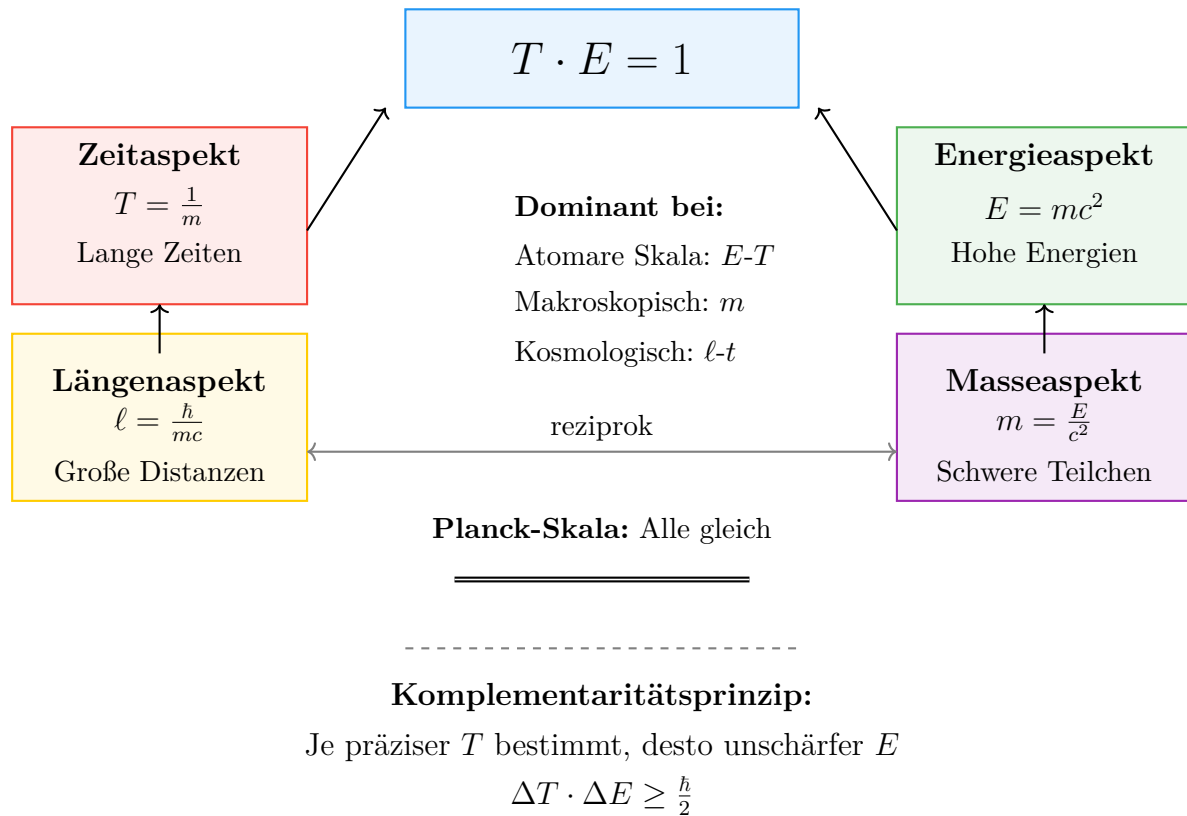 T · E = 1
Zeitaspekt
T = 1/m
Lange Zeiten
Energieaspekt
E = mc²
Hohe Energien
Dominant bei:
Atomare Skala: E-T
Makroskopisch: m
Kosmologisch: ℓ-t
Längenaspekt
ℓ = ℏ/mc
Große Distanzen
reziprok
Masseaspekt
m = E/c²
Schwere Teilchen
Planck-Skala: Alle gleich
Komplementaritätsprinzip:
Je präziser T bestimmt, desto unschärfer E
ΔT · ΔE ≥ ℏ/2